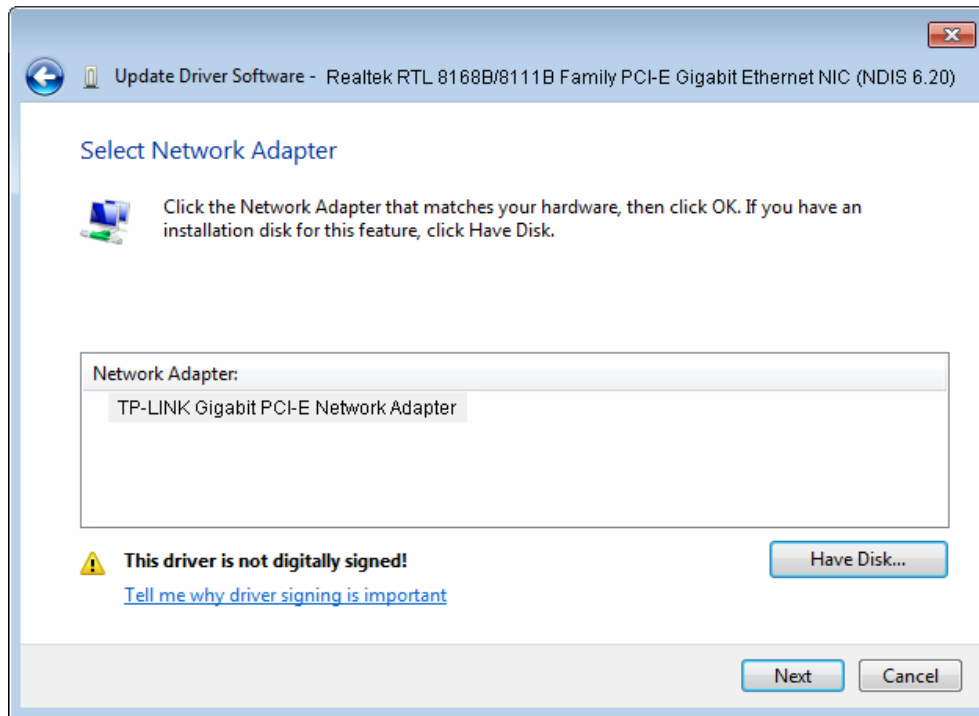 Update Driver Software - Realtek RTL 8168B/8111B Family PCI-E Gigabit Ethernet NIC (NDIS 6.20)
Select Network Adapter
Click the Network Adapter that matches your hardware, then click OK. If you have an
installation disk for this feature, click Have Disk.
Network Adapter:
TP-LINK Gigabit PCI-E Network Adapter
This driver is not digitally signed!
Have Disk...
Tell me why driver signing is important
Next
Cancel